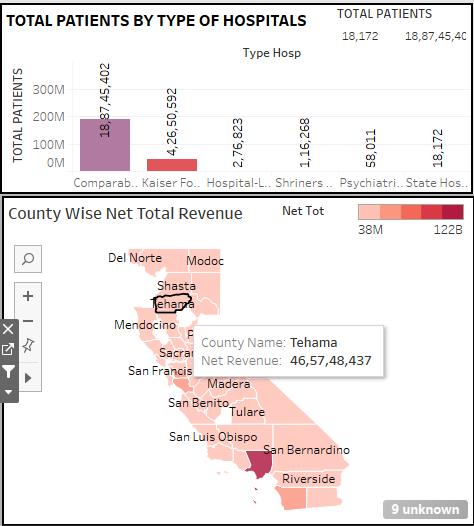 TOTAL PATIENTS BY TYPE OF HOSPITALS
TOTAL PATIENTS
18,172 18,87,45,40
Type Hosp
TOTAL PATIENTS
300M
200M
100M
0M
18,87,45,402
4,26,50,592
2,76,823
1,16,268
58,011
18,172
Comparab.. Kaiser Fo.. Hospital-L.. Shriners .. Psychiatri.. State Hos..
County Wise Net Total Revenue
Net Tot
38M 122B
Del Norte
Modoc
Shasta
Tehama
Mendocino
P
County Name: Tehama
Net Revenue: 46,57,48,437
Sacra
San Francis
Madera
San Benito
Tulare
San Luis Obispo
San Bernardino
Riverside
9 unknown